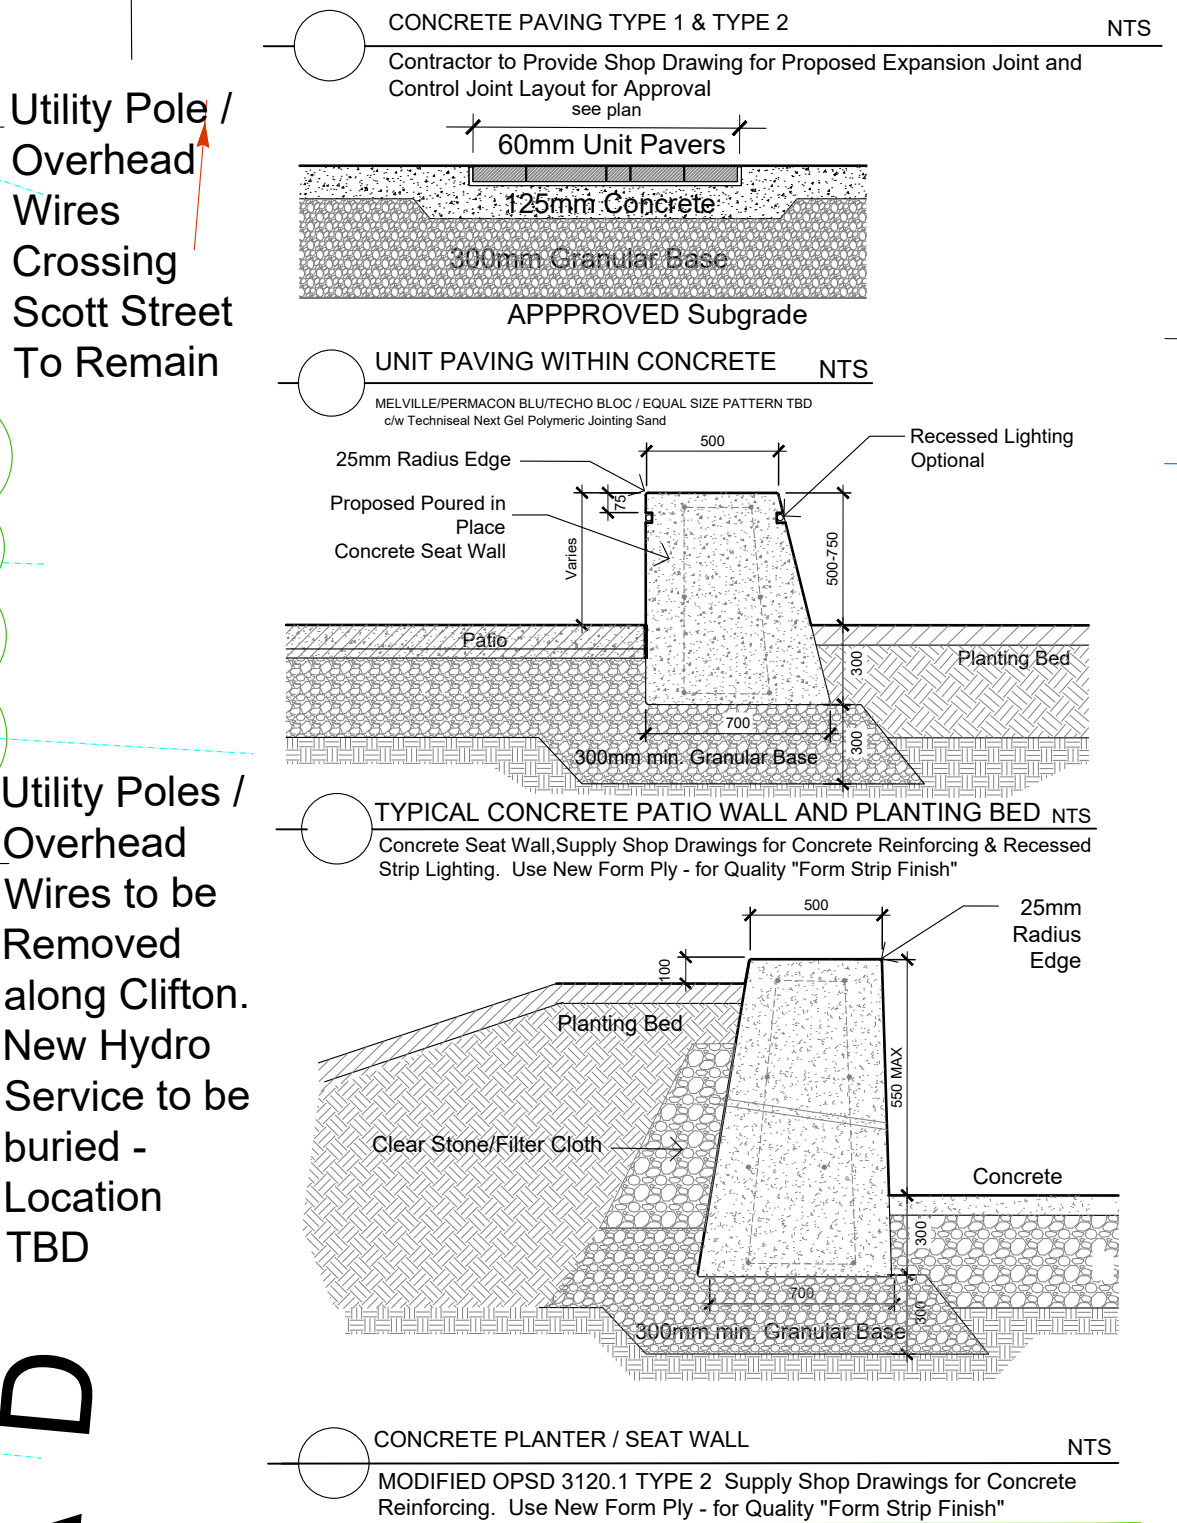 CONCRETE PAVING TYPE 1 & TYPE 2
NTS
Contractor to Provide Shop Drawing for Proposed Expansion Joint and
Control Joint Layout for Approval
see plan
60mm Unit Pavers
125mm Concrete
300mm Granular Base
APPPROVED Subgrade
Utility Pole /
Overhead
Wires
Crossing
Scott Street
To Remain
UNIT PAVING WITHIN CONCRETE
NTS
MELVILLE/PERMACON BLU/TECHO BLOC / EQUAL SIZE PATTERN TBD
c/w Techniseal Next Gel Polymeric Jointing Sand
500
25mm Radius Edge
Recessed Lighting
Optional
75
Proposed Poured in
Place
Concrete Seat Wall
Varies
500-750
Patio
Planting Bed
300
700
300
300mm min. Granular Base
TYPICAL CONCRETE PATIO WALL AND PLANTING BED
NTS
Concrete Seat Wall,Supply Shop Drawings for Concrete Reinforcing & Recessed
Strip Lighting. Use New Form Ply - for Quality "Form Strip Finish"
Utility Poles /
Overhead
Wires to be
Removed
along Clifton.
New Hydro
Service to be
buried -
Location
TBD
500
25mm
Radius
Edge
100
Planting Bed
550 MAX
Clear Stone/Filter Cloth
Concrete
300
700
300
300mm min. Granular Base
D
CONCRETE PLANTER / SEAT WALL
NTS
MODIFIED OPSD 3120.1 TYPE 2 Supply Shop Drawings for Concrete
Reinforcing. Use New Form Ply - for Quality "Form Strip Finish"